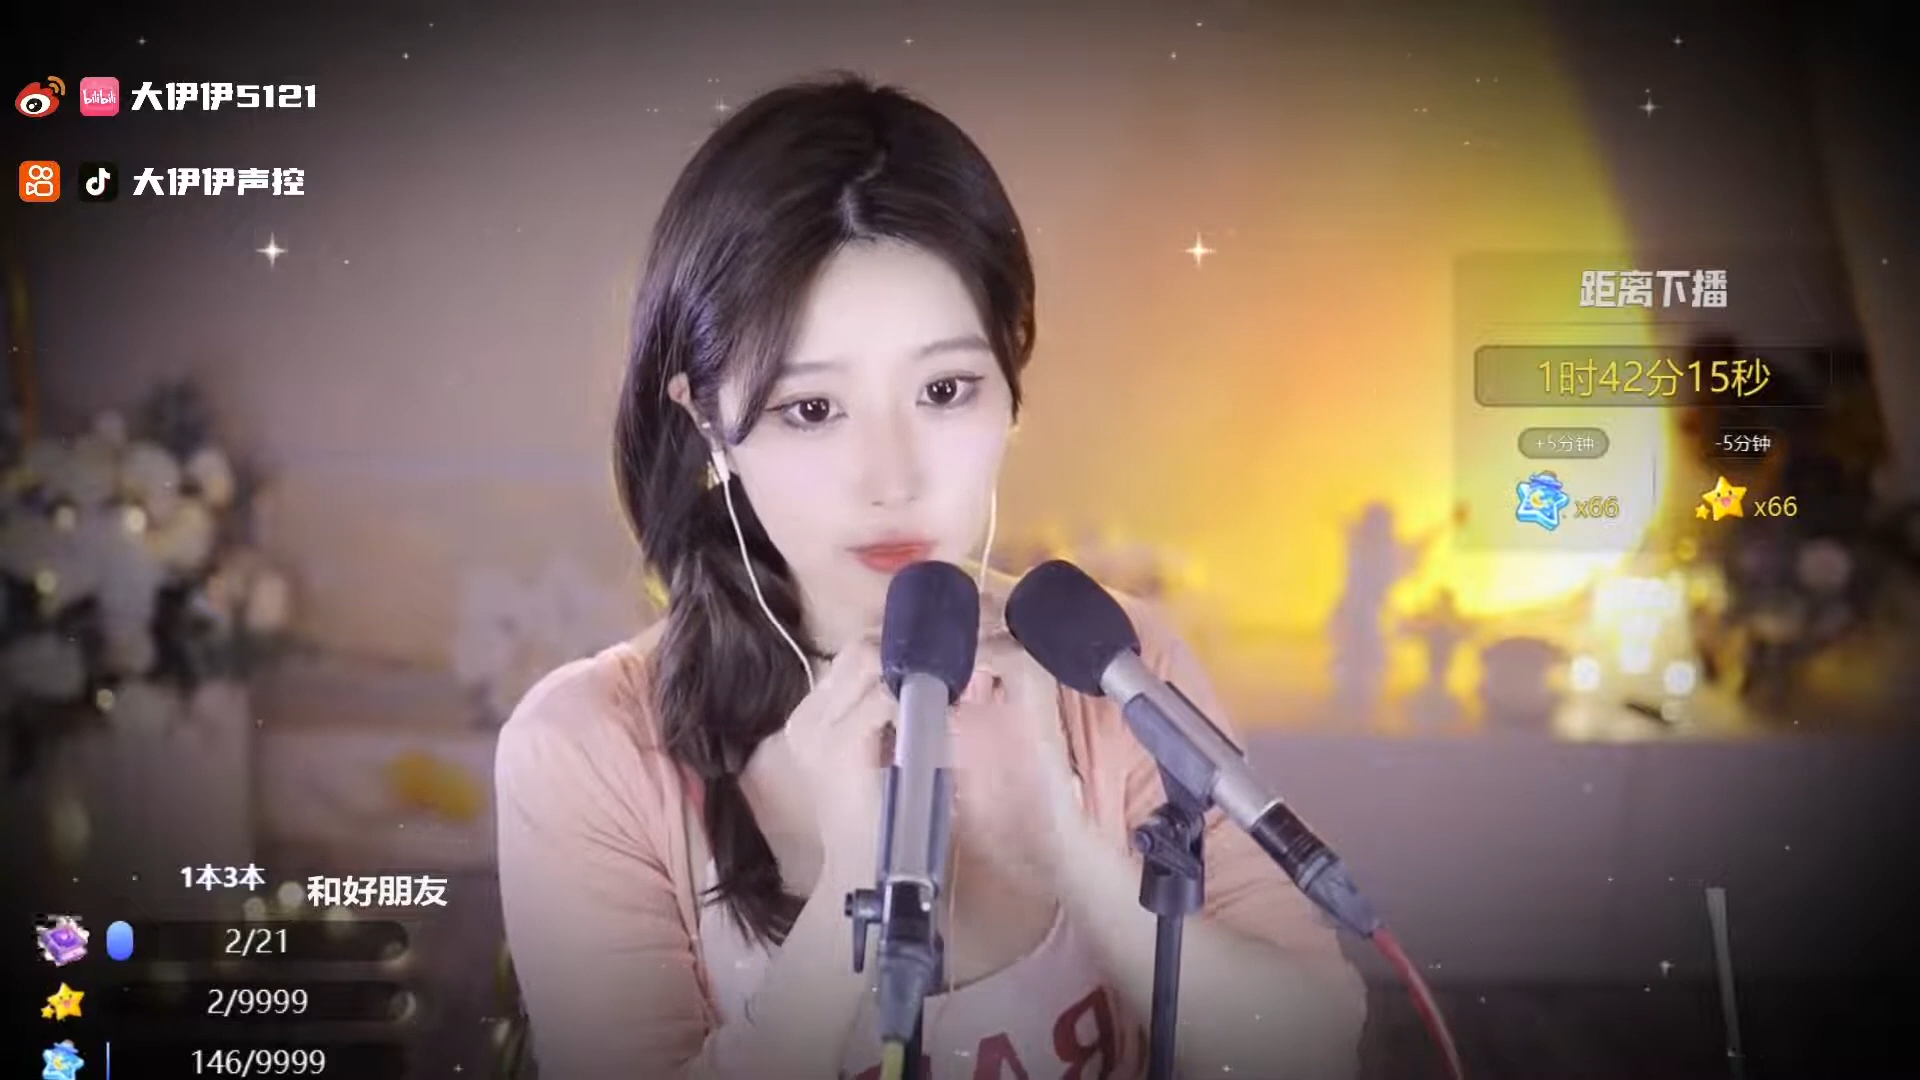 bilibili
大伊伊5121
大伊伊声控
距离下播
1时42分15秒
+5分钟
-5分钟
x66
x66
1本3本
和好朋友
2/21
2/9999
146/9999